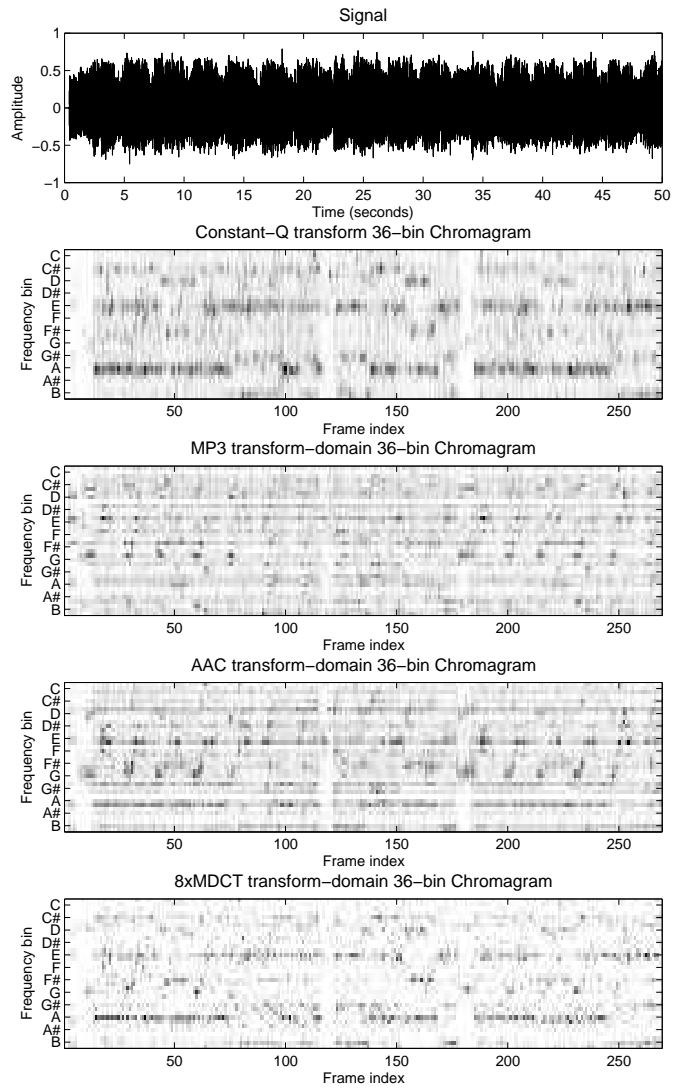 Signal
1
0.5
0
−0.5
−1
Amplitude
0 5 10 15 20 25 30 35 40 45 50
Time (seconds)
Constant−Q transform 36−bin Chromagram
C
C#
D
D#
E
F
F#
G
G#
A
A#
B
Frequency bin
50 100 150 200 250
Frame index
MP3 transform−domain 36−bin Chromagram
C
C#
D
D#
E
F
F#
G
G#
A
A#
B
Frequency bin
50 100 150 200 250
Frame index
AAC transform−domain 36−bin Chromagram
C
C#
D
D#
E
F
F#
G
G#
A
A#
B
Frequency bin
50 100 150 200 250
Frame index
8xMDCT transform−domain 36−bin Chromagram
C
C#
D
D#
E
F
F#
G
G#
A
A#
B
Frequency bin
50 100 150 200 250
Frame index